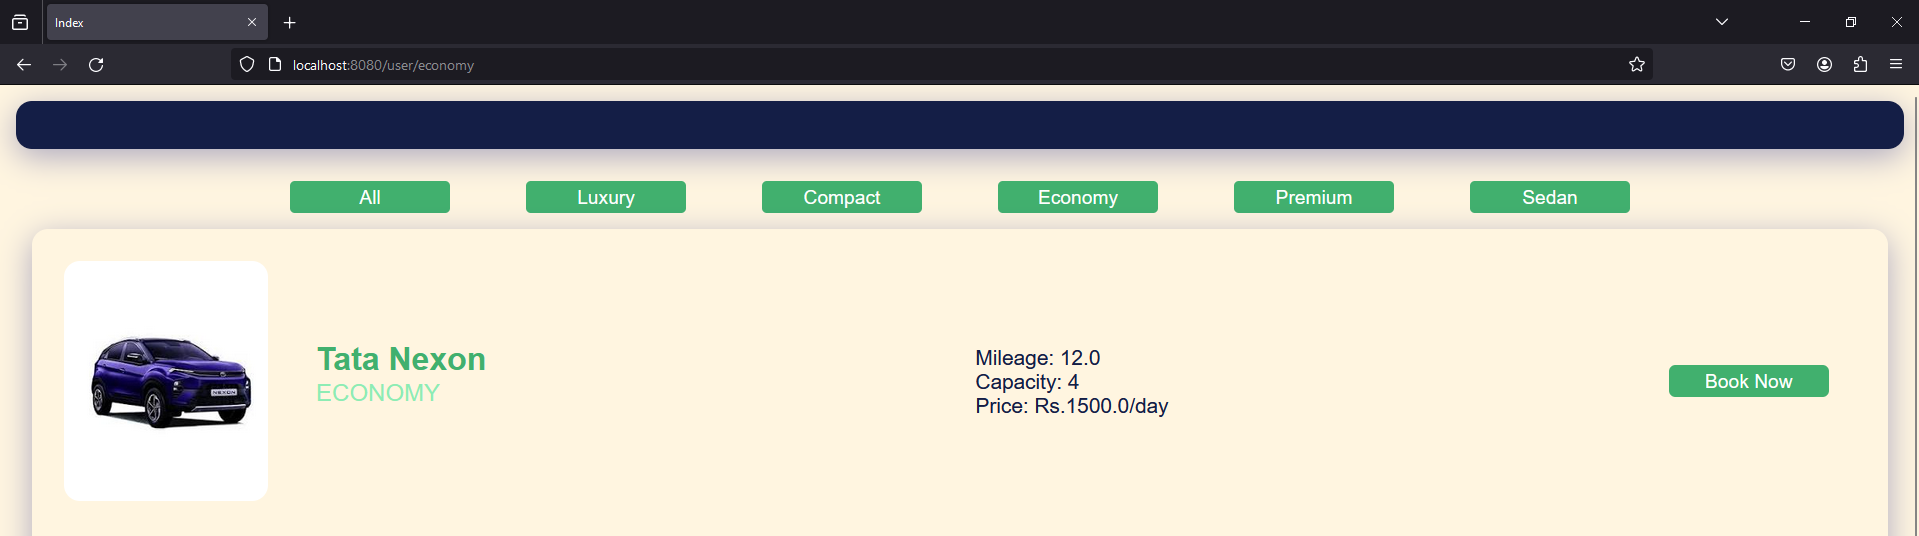 Index
localhost:8080/user/economy
All Luxury Compact Economy Premium Sedan
NEXON
Tata Nexon
ECONOMY
Mileage: 12.0
Capacity: 4
Price: Rs.1500.0/day
Book Now